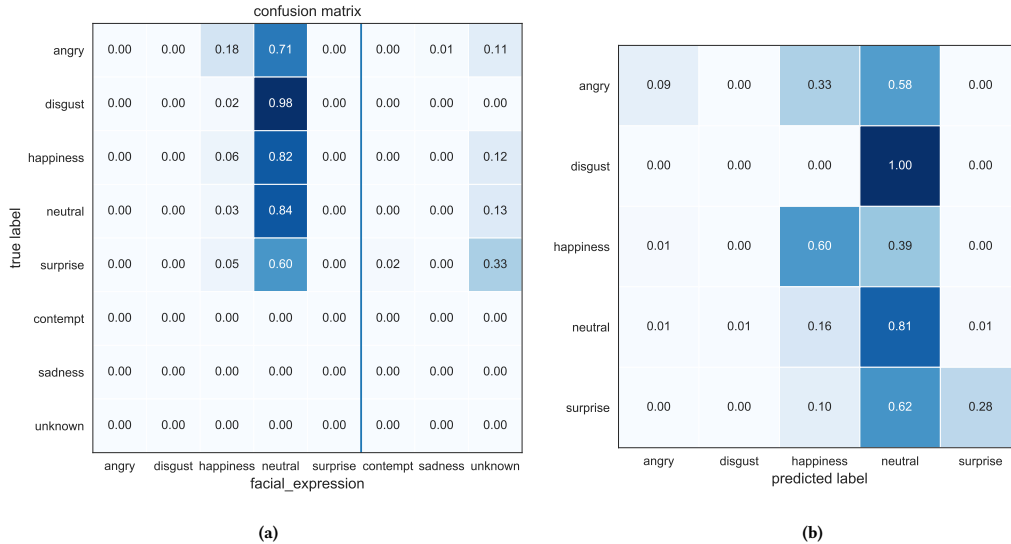 confusion matrix
angry 0.00 0.00 0.18 0.71 0.00 0.00 0.01 0.11
disgust 0.00 0.00 0.02 0.98 0.00 0.00 0.00 0.00
happiness 0.00 0.00 0.06 0.82 0.00 0.00 0.00 0.12
neutral 0.00 0.00 0.03 0.84 0.00 0.00 0.00 0.13
surprise 0.00 0.00 0.05 0.60 0.00 0.02 0.00 0.33
contempt 0.00 0.00 0.00 0.00 0.00 0.00 0.00 0.00
sadness 0.00 0.00 0.00 0.00 0.00 0.00 0.00 0.00
unknown 0.00 0.00 0.00 0.00 0.00 0.00 0.00 0.00
true label
angry disgust happiness neutral surprise contempt sadness unknown
facial_expression
(a)
angry 0.09 0.00 0.33 0.58 0.00
disgust 0.00 0.00 0.00 1.00 0.00
happiness 0.01 0.00 0.60 0.39 0.00
neutral 0.01 0.01 0.16 0.81 0.01
surprise 0.00 0.00 0.10 0.62 0.28
angry disgust happiness neutral surprise
predicted label
(b)